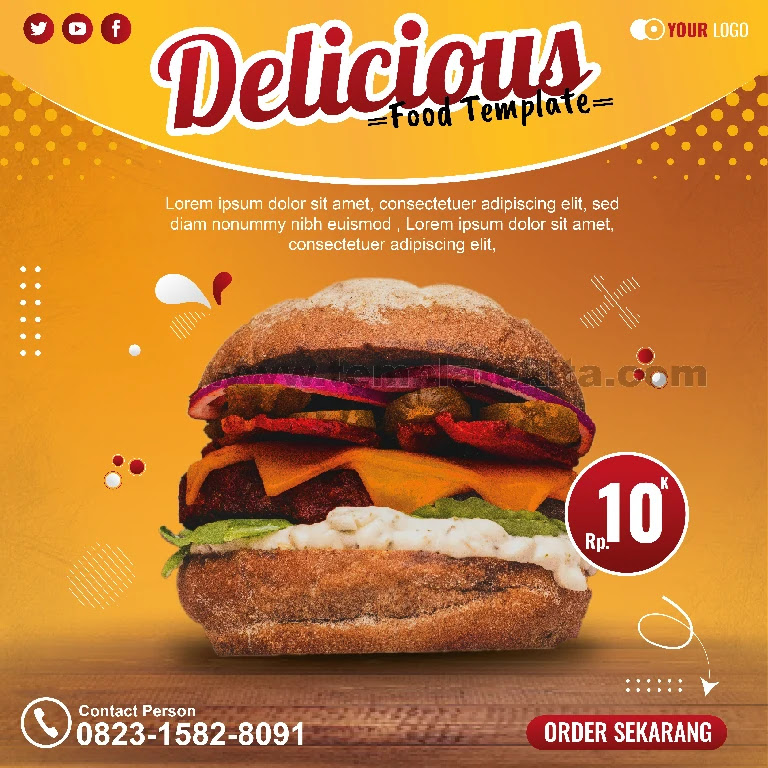 YOUR LOGO
Delicious
=Food Template=
Lorem ipsum dolor sit amet, consectetuer adipiscing elit, sed
diam nonummy nibh euismod , Lorem ipsum dolor sit amet,
consectetuer adipiscing elit,
Rp. 10 K
Contact Person
0823-1582-8091
ORDER SEKARANG